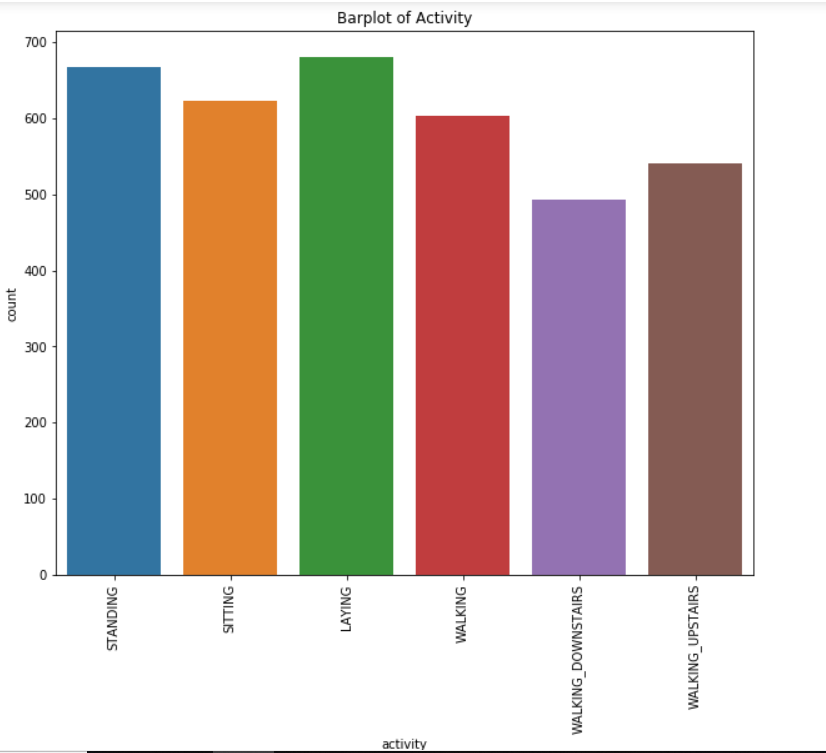 Barplot of Activity
700
600
500
400
300
200
100
0
count
STANDING
SITTING
LAYING
WALKING
WALKING_DOWNSTAIRS
WALKING_UPSTAIRS
activity